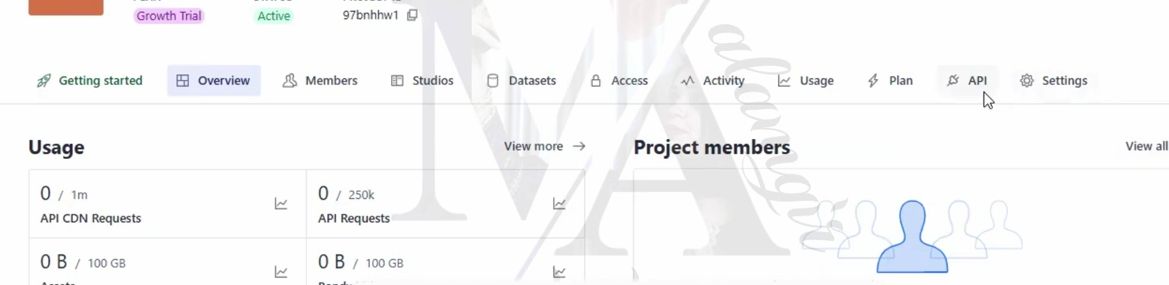 Growth Trial Active 97bnhhw1
Getting started Overview Members Studios Datasets Access Activity Usage Plan API Settings
Usage View more → Project members View all
0 / 1m 0 / 250k
API CDN Requests API Requests
0 B / 100 GB 0 B / 100 GB
MA